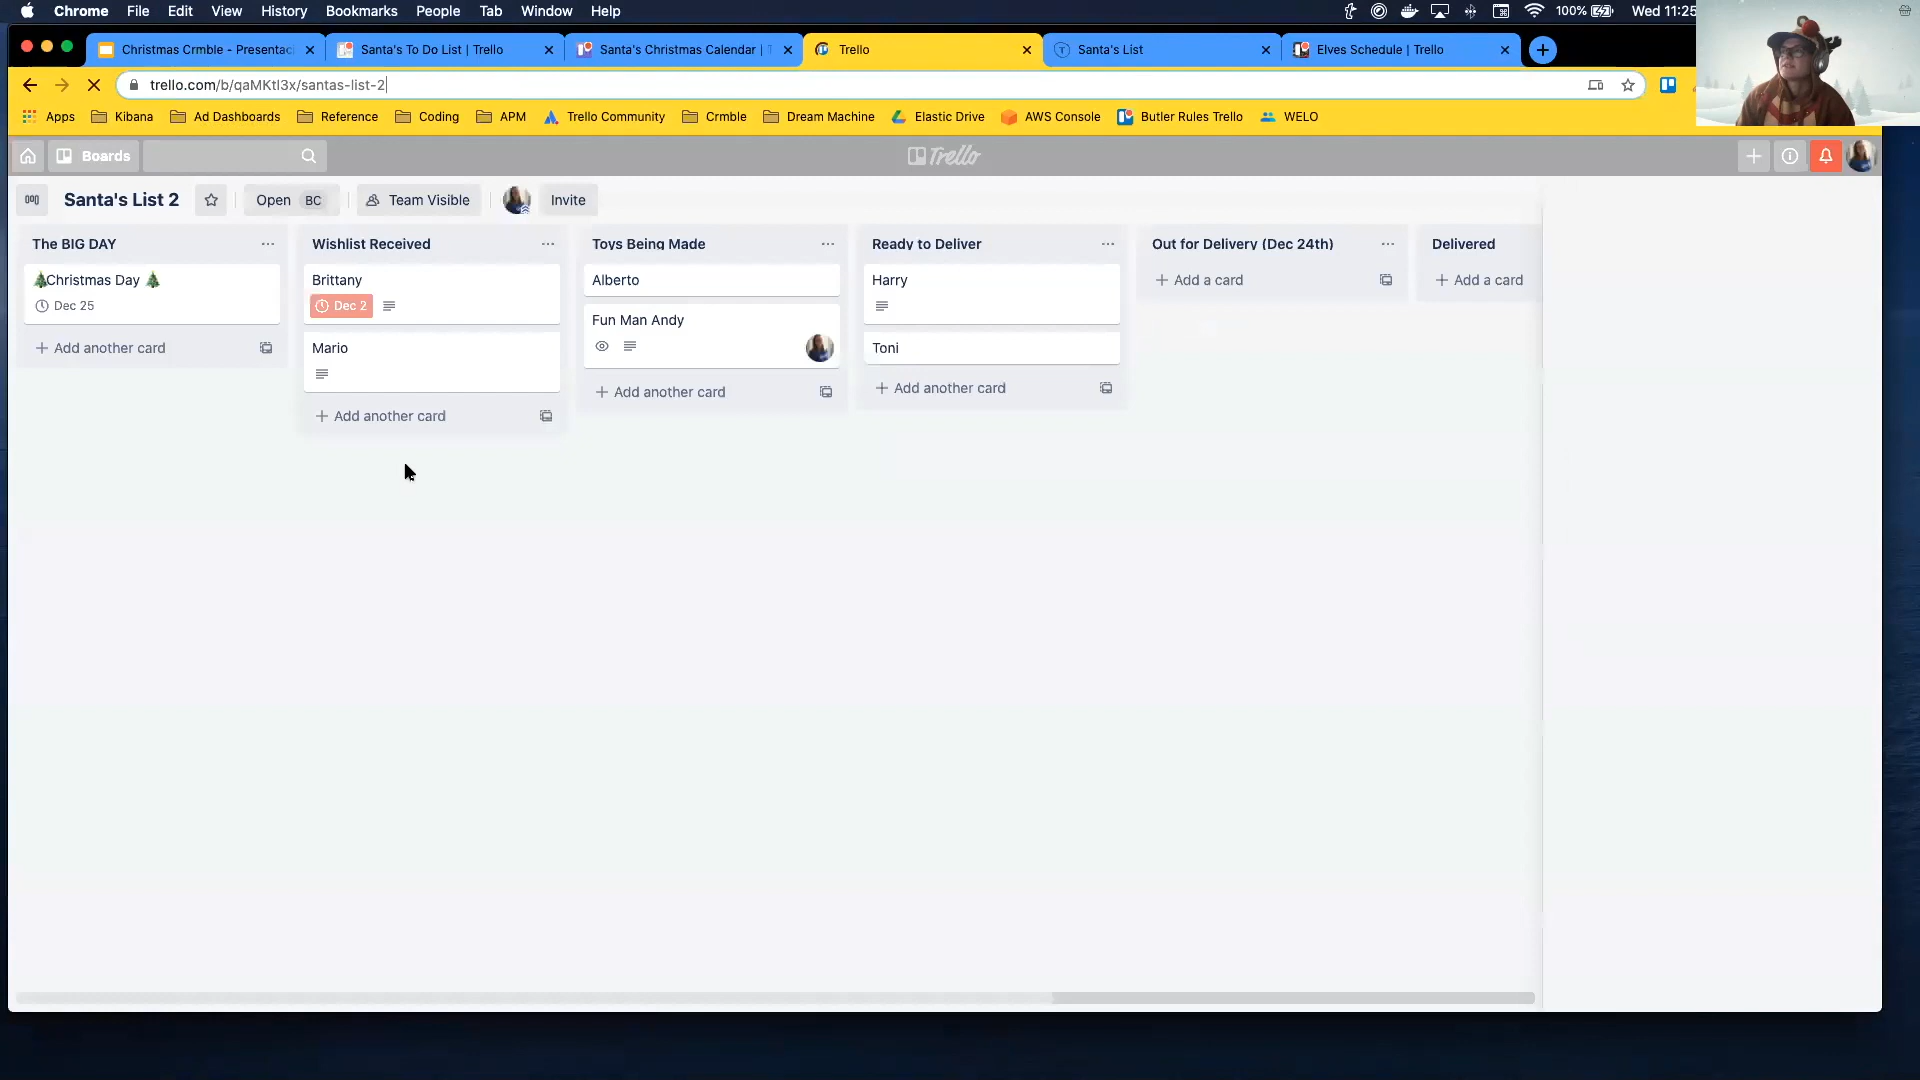 Chrome File Edit View History Bookmarks People Tab Window Help 100% Wed 11:25
Christmas Crmble - Presentaci Santa's To Do List | Trello Santa's Christmas Calendar | Trello Santa's List Elves Schedule | Trello
trello.com/b/qaMKtl3x/santas-list-2
Apps Kibana Ad Dashboards Reference Coding APM Trello Community Crmble Dream Machine Elastic Drive AWS Console Butler Rules Trello WELO
Boards Trello
Santa's List 2 Open BC Team Visible Invite
The BIG DAY Wishlist Received Toys Being Made Ready to Deliver Out for Delivery (Dec 24th) Delivered
Christmas Day Brittany Alberto Harry + Add a card + Add a card
Dec 25 Dec 2
Fun Man Andy
+ Add another card Mario Toni
+ Add another card + Add another card
+ Add another card